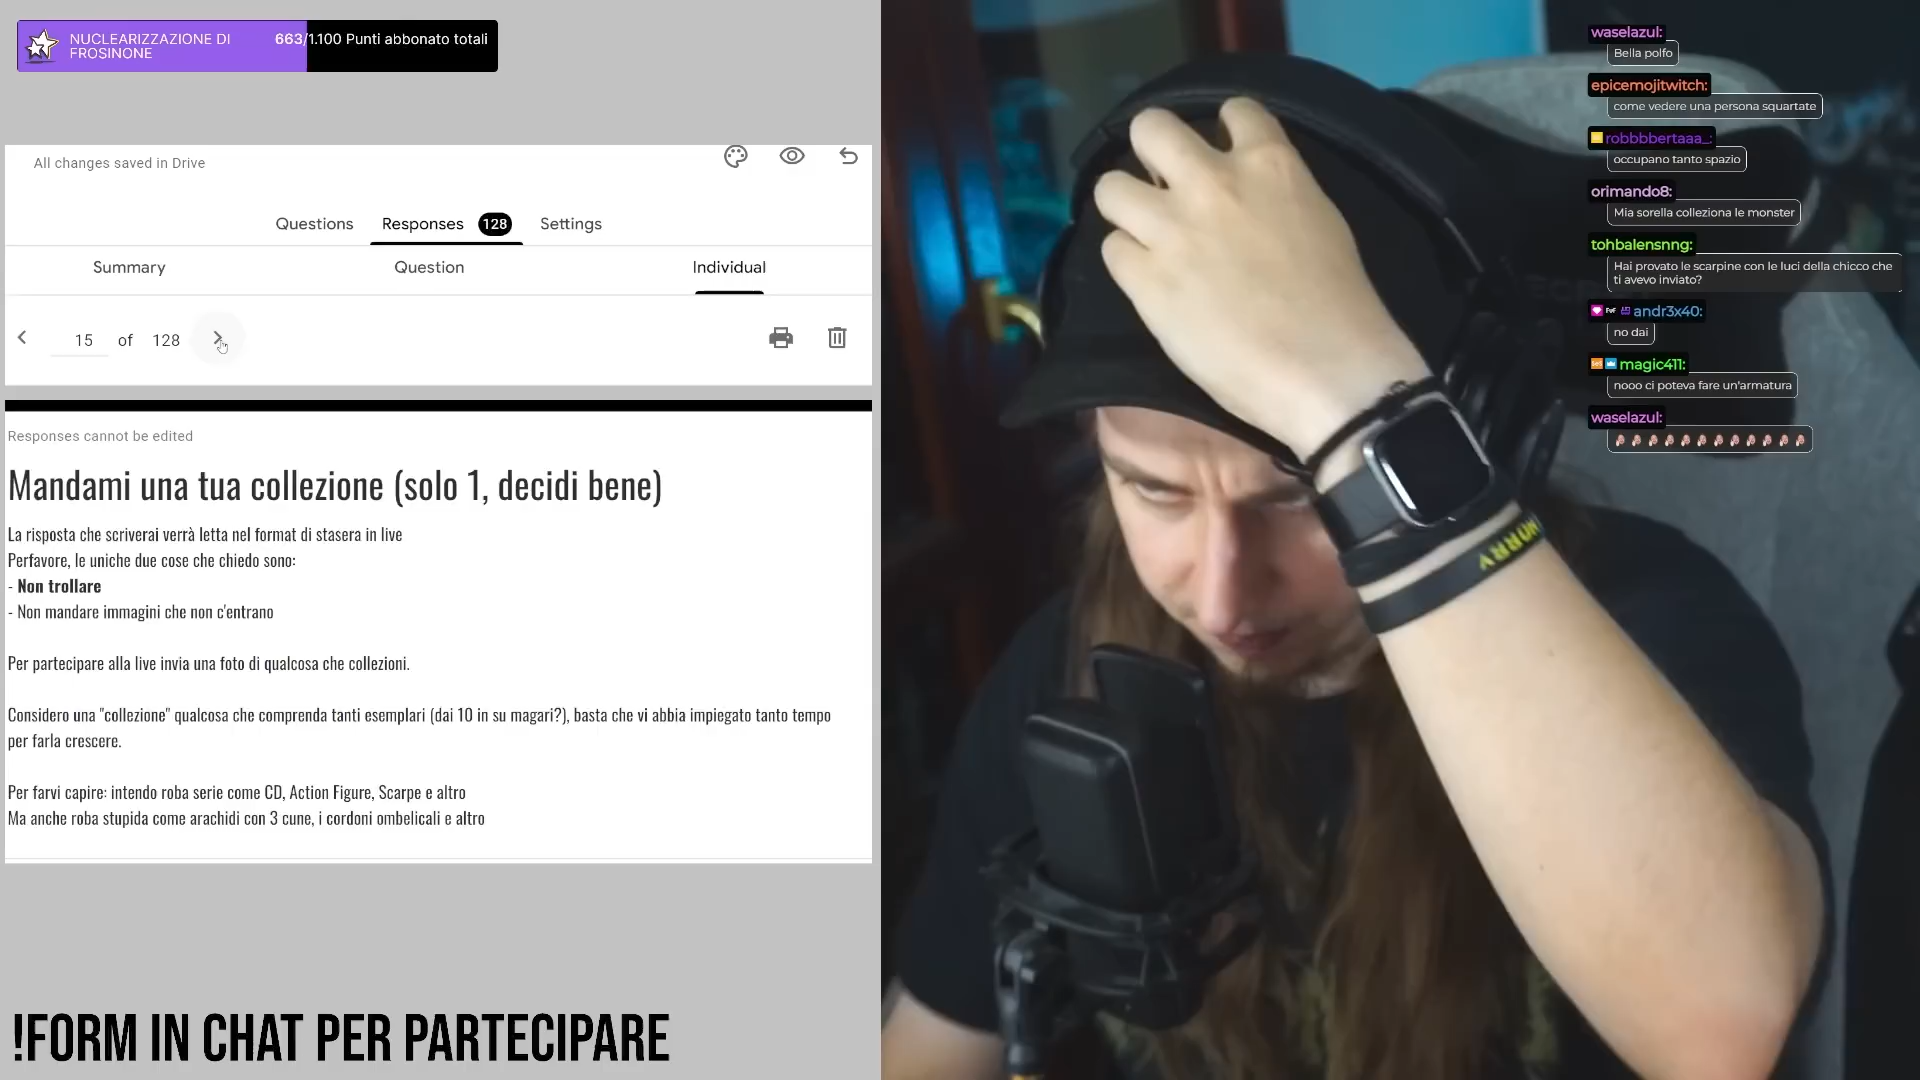 NUCLEARIZZAZIONE DI
FROSINONE
663/1.100 Punti abbonato totali
All changes saved in Drive
Questions
Responses 128
Settings
Summary
Question
Individual
15 of 128
Responses cannot be edited
Mandami una tua collezione (solo 1, decidi bene)
La risposta che scriverai verrà letta nel format di stasera in live
Perfavore, le uniche due cose che chiedo sono:
- Non trollare
- Non mandare immagini che non c'entrano
Per partecipare alla live invia una foto di qualcosa che collezioni.
Considero una "collezione" qualcosa che comprenda tanti esemplari (dai 10 in su magari?), basta che vi abbia impiegato tanto tempo
per farla crescere.
Per farvi capire: intendo roba serie come CD, Action Figure, Scarpe e altro
Ma anche roba stupida come arachidi con 3 cune, i cordoni ombelicali e altro
!FORM IN CHAT PER PARTECIPARE
waselazul:
Bella polfo
epicemojitwitch:
come vedere una persona squartate
robbbbertaaa_:
occupano tanto spazio
orimando8:
Mia sorella colleziona le monster
tohbalensnng:
Hai provato le scarpine con le luci della chicco che
ti avevo inviato?
andr3x40:
no dai
magic411:
nooo ci poteva fare un'armatura
waselazul:
WORRY